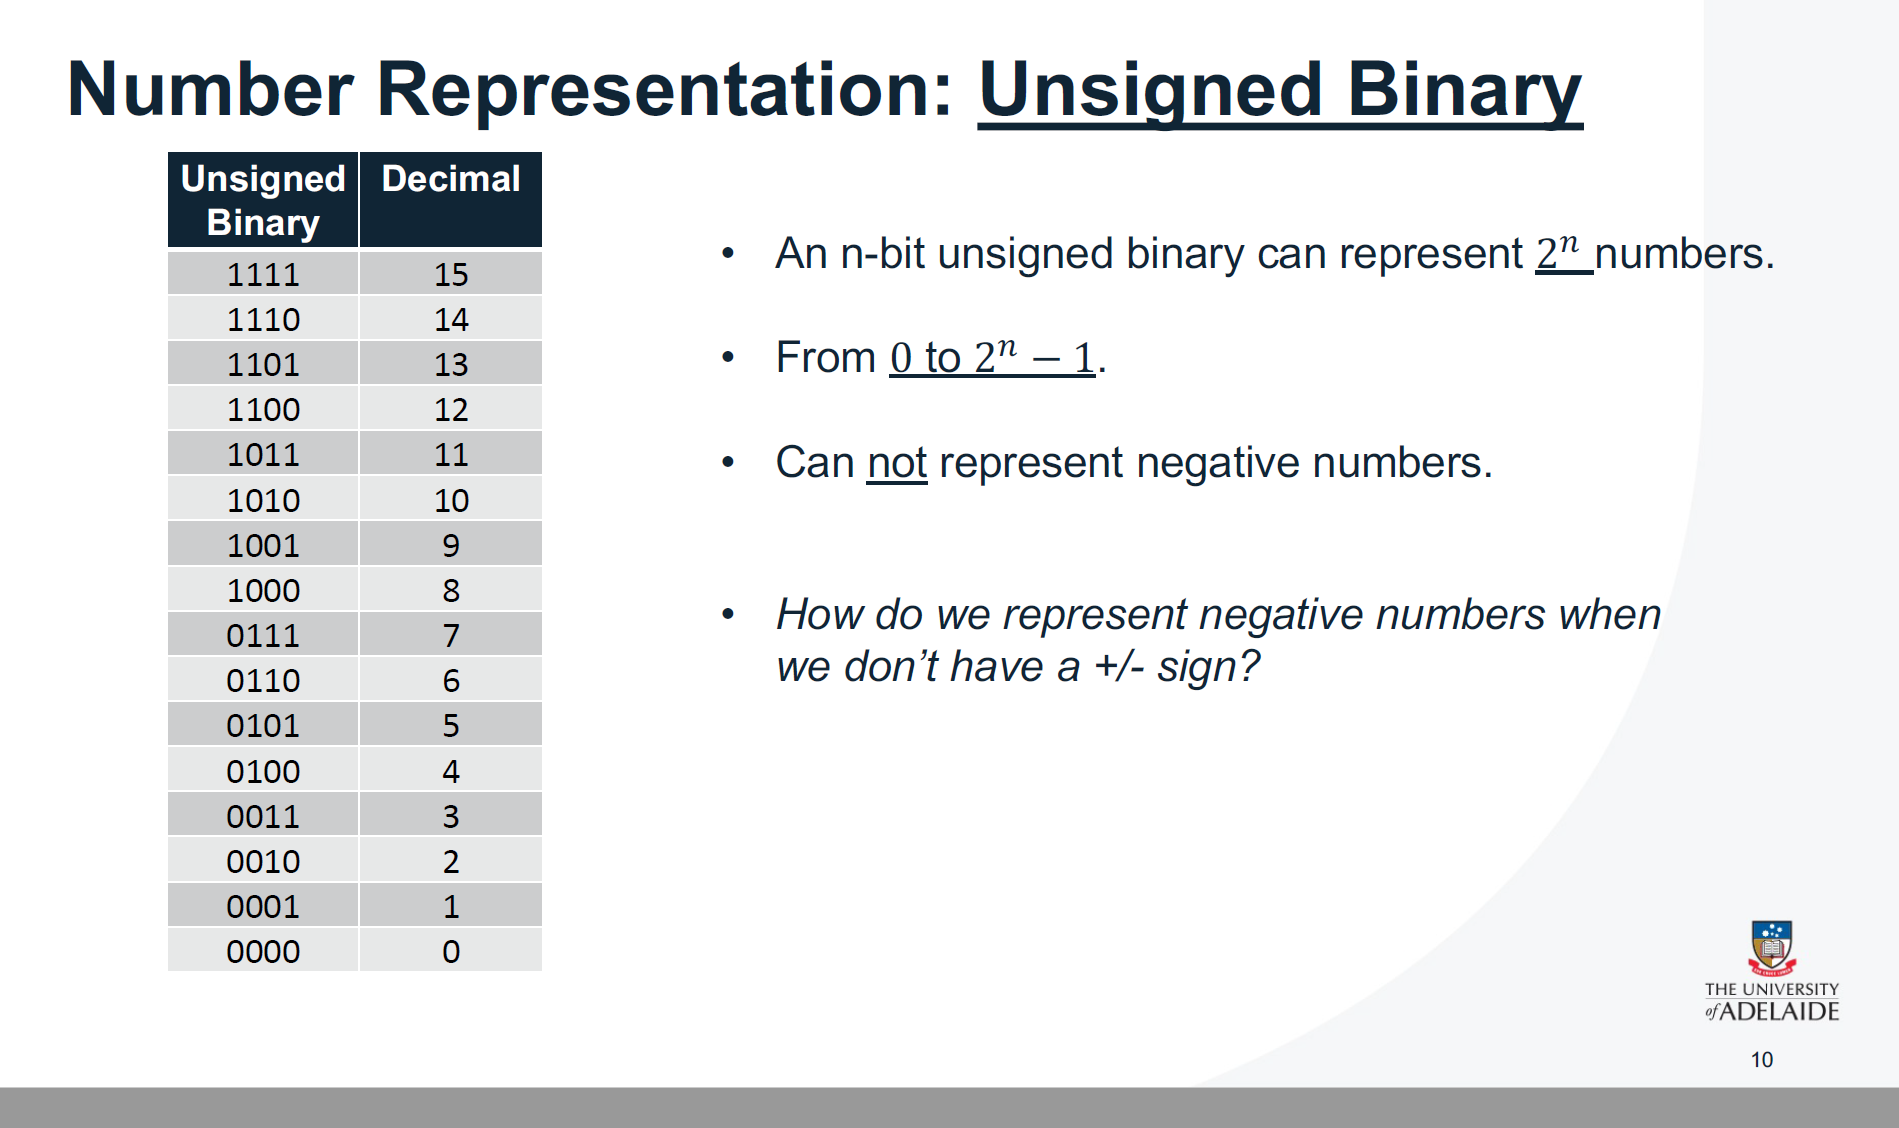 Number Representation: Unsigned Binary
Unsigned Binary Decimal
1111 15
1110 14
1101 13
1100 12
1011 11
1010 10
1001 9
1000 8
0111 7
0110 6
0101 5
0100 4
0011 3
0010 2
0001 1
0000 0
• An n-bit unsigned binary can represent 2ⁿ numbers.
• From 0 to 2ⁿ − 1.
• Can not represent negative numbers.
• How do we represent negative numbers when
we don’t have a +/- sign?
THE UNIVERSITY
of ADELAIDE
10